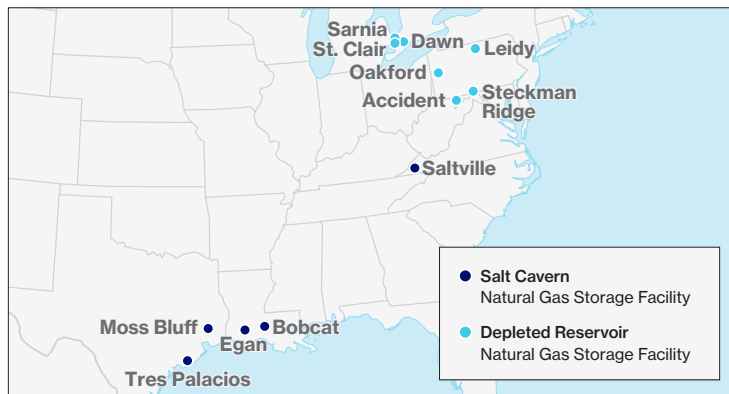 Sarnia
St. Clair
Dawn
Leidy
Oakford
Accident
Steckman
Ridge
Saltville
Moss Bluff
Egan
Bobcat
Tres Palacios
Salt Cavern
Natural Gas Storage Facility
Depleted Reservoir
Natural Gas Storage Facility